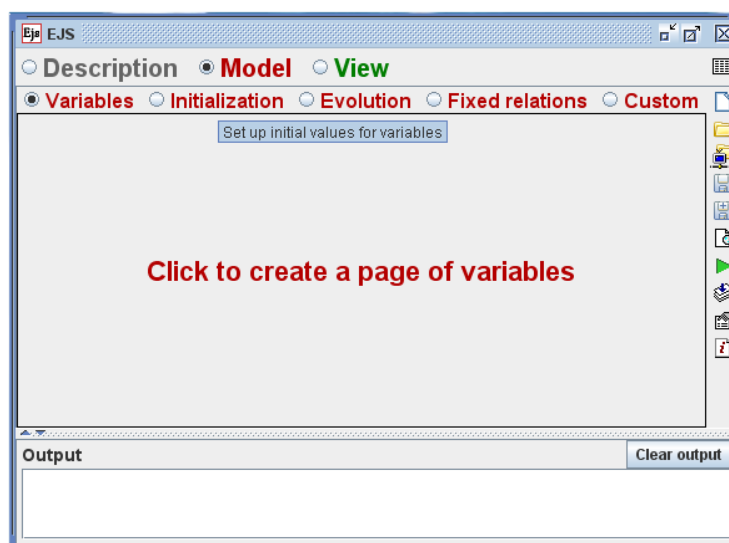 Ejs EJS
Description Model View
Variables Initialization Evolution Fixed relations Custom
Set up initial values for variables
Click to create a page of variables
Output Clear output